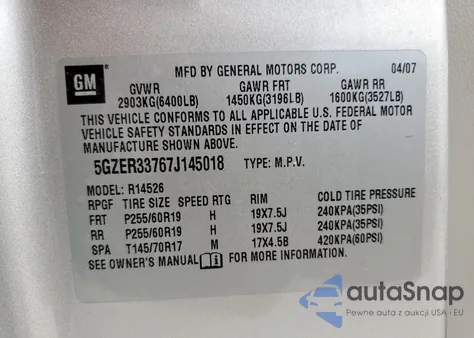 GM
MFD BY GENERAL MOTORS CORP. 04/07
GVWR GAWR FRT GAWR RR
2903KG(6400LB) 1450KG(3196LB) 1600KG(3527LB)
THIS VEHICLE CONFORMS TO ALL APPLICABLE U.S. FEDERAL MOTOR
VEHICLE SAFETY STANDARDS IN EFFECT ON THE DATE OF
MANUFACTURE SHOWN ABOVE.
5GZER33767J145018 TYPE: M.P.V.
MODEL: R14526
RPGF TIRE SIZE SPEED RTG RIM COLD TIRE PRESSURE
FRT P255/60R19 H 19X7.5J 240KPA(35PSI)
RR P255/60R19 H 19X7.5J 240KPA(35PSI)
SPA T145/70R17 M 17X4.5B 420KPA(60PSI)
SEE OWNER'S MANUAL FOR MORE INFORMATION.
autoSnap
Pewne auta z aukcji USA - EU